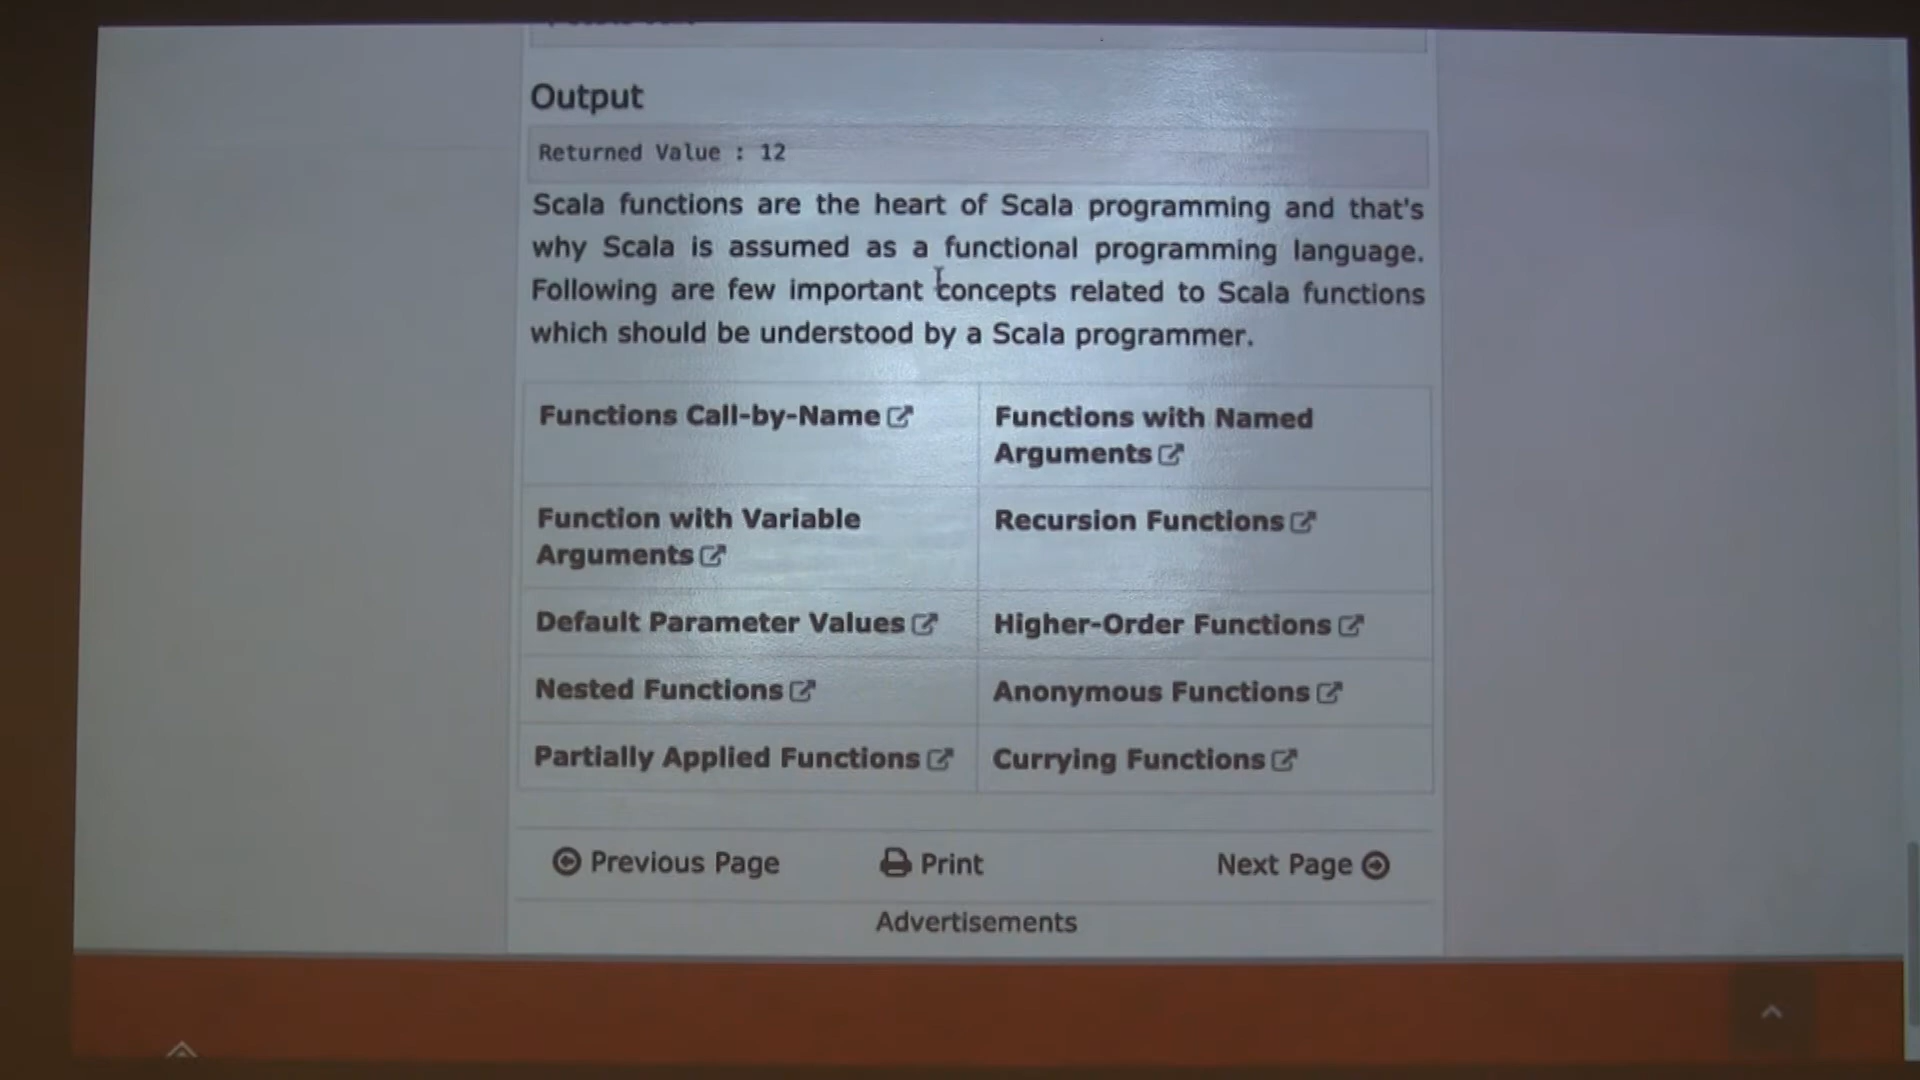 Output
Returned Value : 12
Scala functions are the heart of Scala programming and that's
why Scala is assumed as a functional programming language.
Following are few important concepts related to Scala functions
which should be understood by a Scala programmer.
Functions Call-by-Name
Functions with Named
Arguments
Function with Variable
Arguments
Recursion Functions
Default Parameter Values
Higher-Order Functions
Nested Functions
Anonymous Functions
Partially Applied Functions
Currying Functions
Previous Page
Print
Next Page
Advertisements